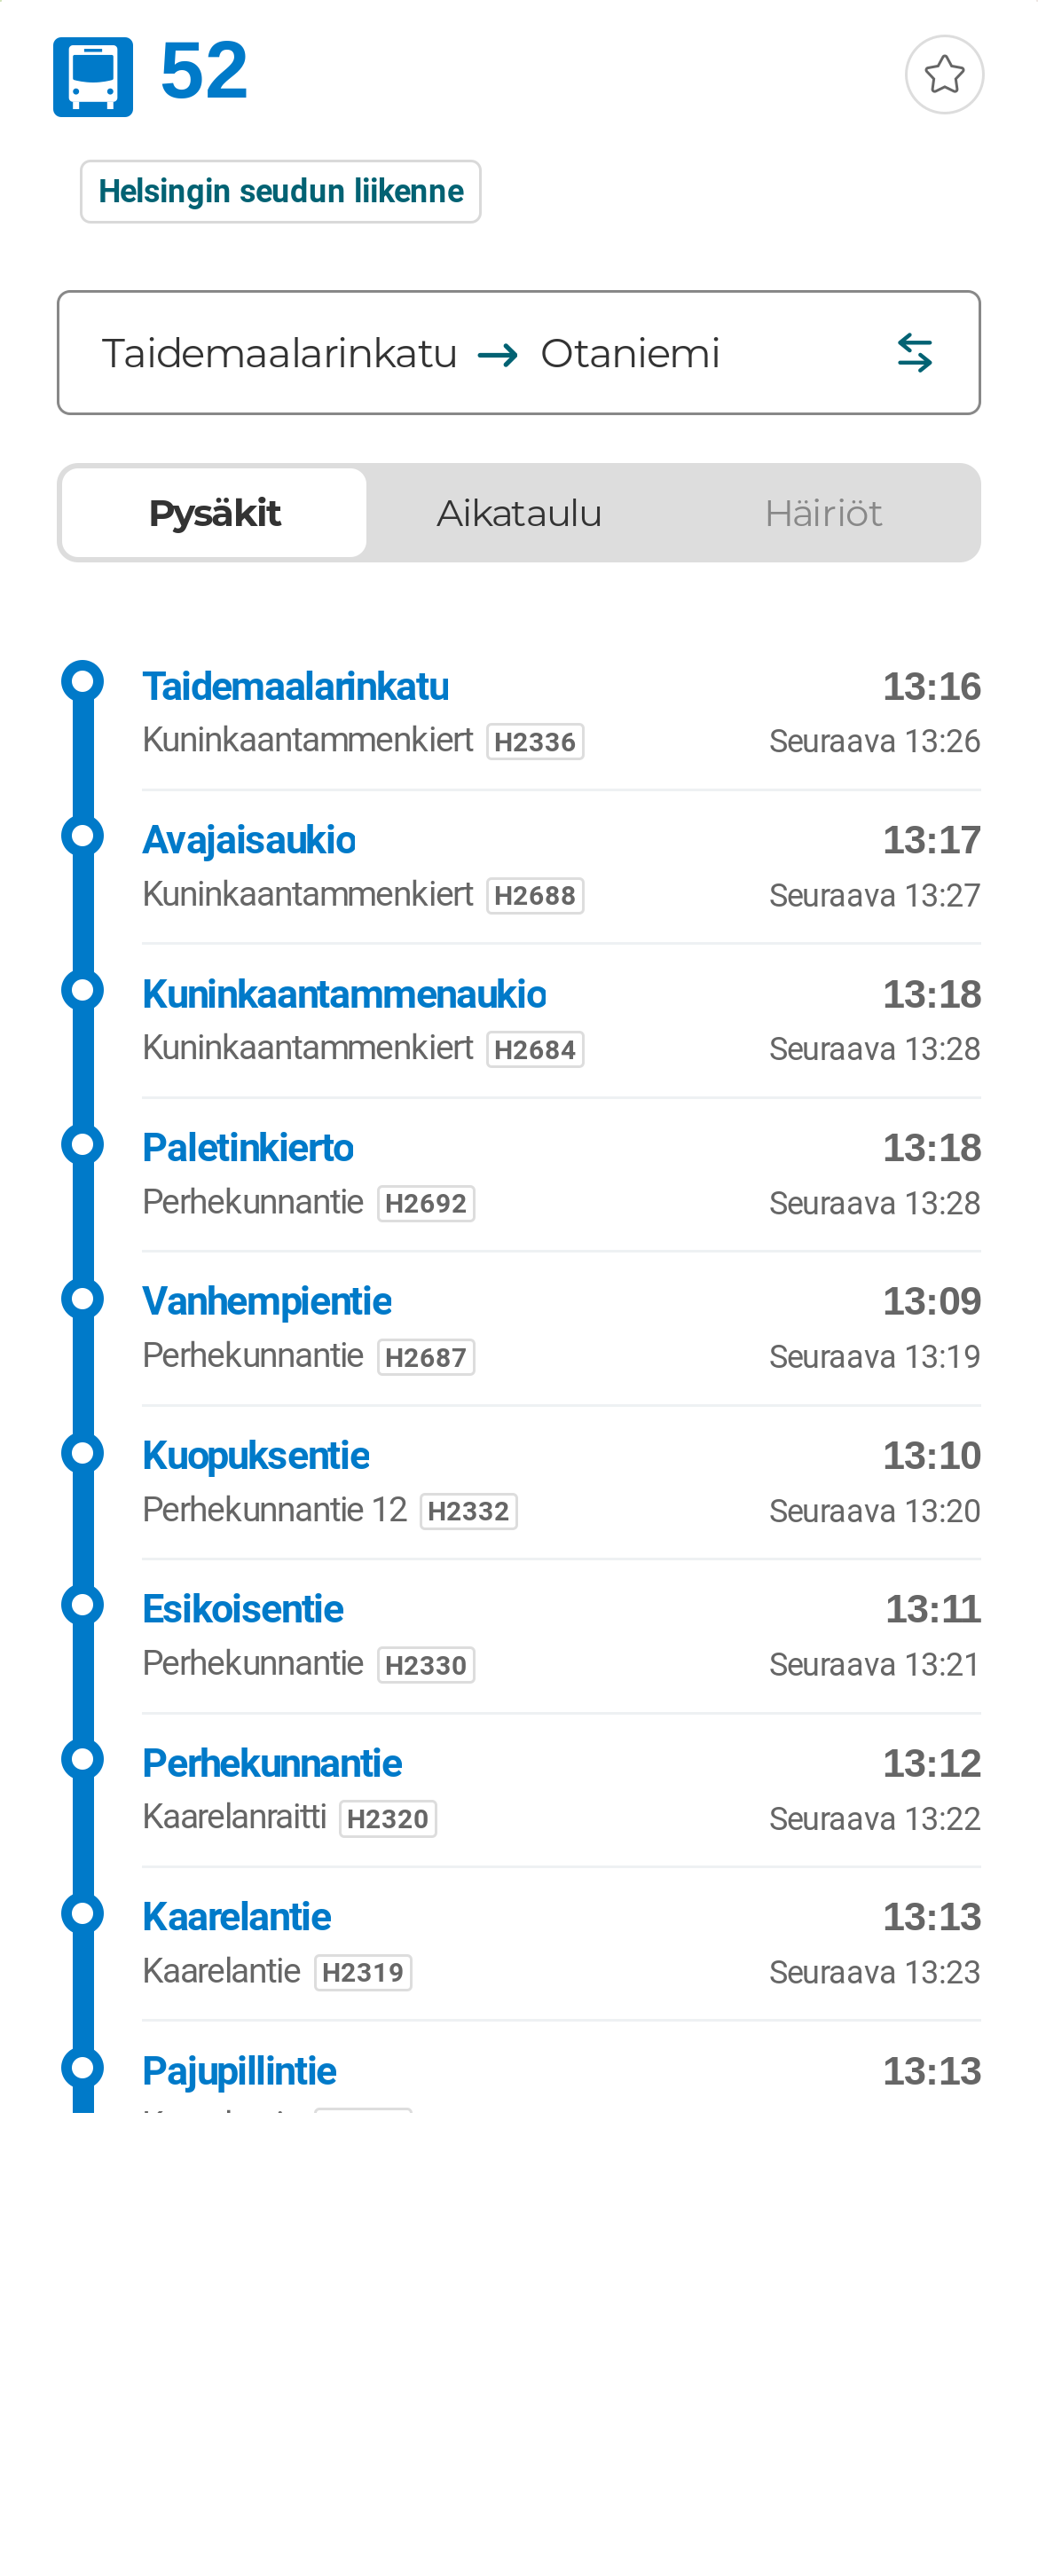 52
Helsingin seudun liikenne
Taidemaalarinkatu → Otaniemi
Pysäkit Aikataulu Häiriöt
Taidemaalarinkatu 13:16
Kuninkaantammenkiert H2336 Seuraava 13:26
Avajaisaukio 13:17
Kuninkaantammenkiert H2688 Seuraava 13:27
Kuninkaantammenaukio 13:18
Kuninkaantammenkiert H2684 Seuraava 13:28
Paletinkierto 13:18
Perhekunnantie H2692 Seuraava 13:28
Vanhempientie 13:09
Perhekunnantie H2687 Seuraava 13:19
Kuopuksentie 13:10
Perhekunnantie 12 H2332 Seuraava 13:20
Esikoisentie 13:11
Perhekunnantie H2330 Seuraava 13:21
Perhekunnantie 13:12
Kaarelanraitti H2320 Seuraava 13:22
Kaarelantie 13:13
Kaarelantie H2319 Seuraava 13:23
Pajupillintie 13:13